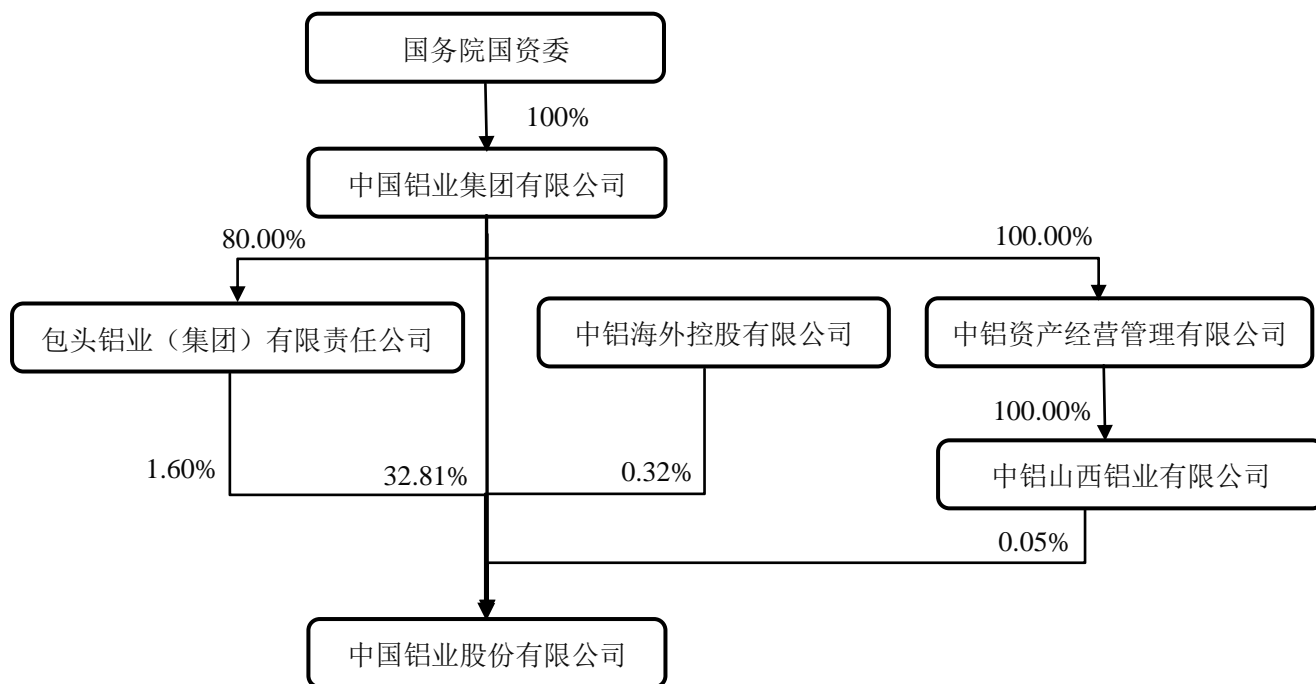 国务院国资委
100%
中国铝业集团有限公司
80.00%
100.00%
包头铝业（集团）有限责任公司
中铝海外控股有限公司
中铝资产经营管理有限公司
100.00%
1.60%
32.81%
0.32%
中铝山西铝业有限公司
0.05%
中国铝业股份有限公司